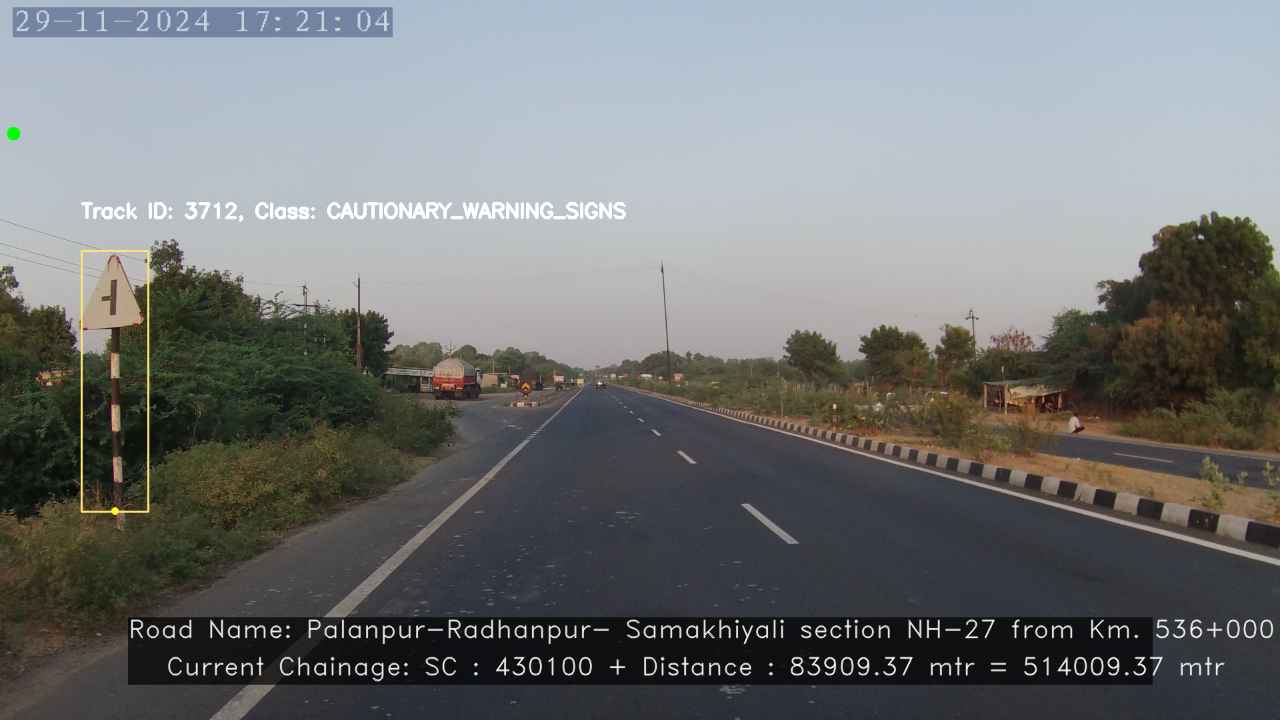 29-11-2024 17:21:04
Track ID: 3712, Class: CAUTIONARY_WARNING_SIGNS
Road Name: Palanpur-Radhanpur- Samakhiyali section NH-27 from Km. 536+000
Current Chainage: SC : 430100 + Distance : 83909.37 mtr = 514009.37 mtr